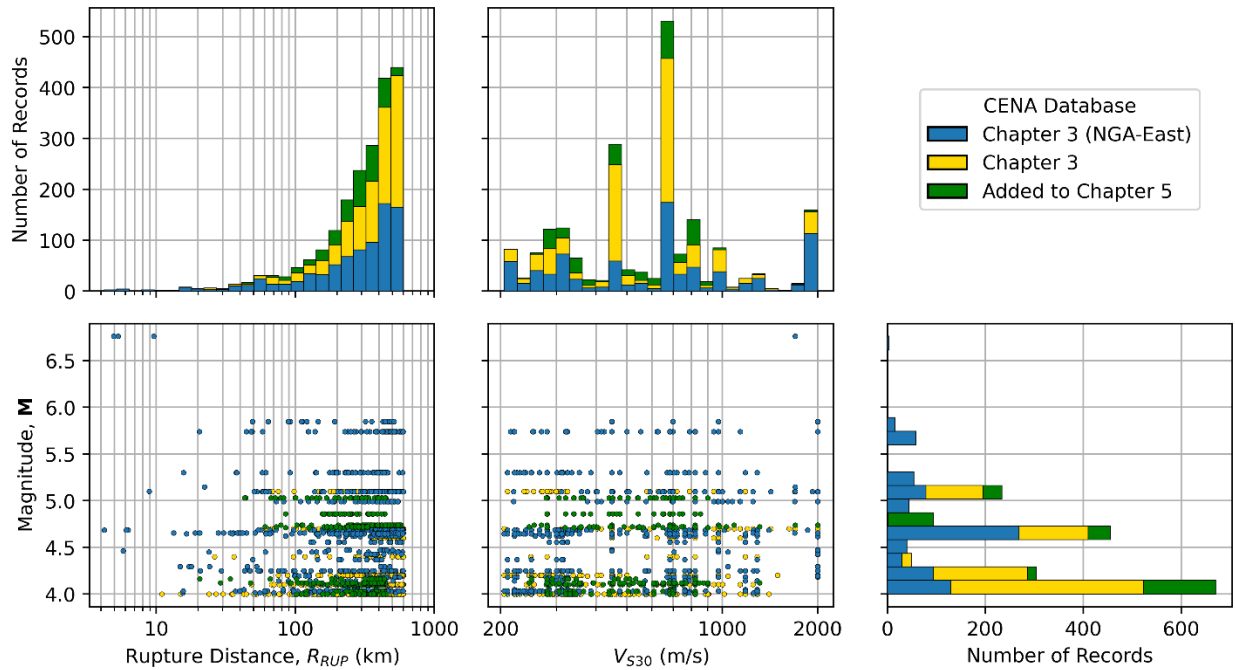 Number of Records
500
400
300
200
100
0
CENA Database
Chapter 3 (NGA-East)
Chapter 3
Added to Chapter 5
Magnitude, M
6.5
6.0
5.5
5.0
4.5
4.0
10 100 1000
Rupture Distance, R_RUP (km)
200 1000 2000
V_S30 (m/s)
0 200 400 600
Number of Records